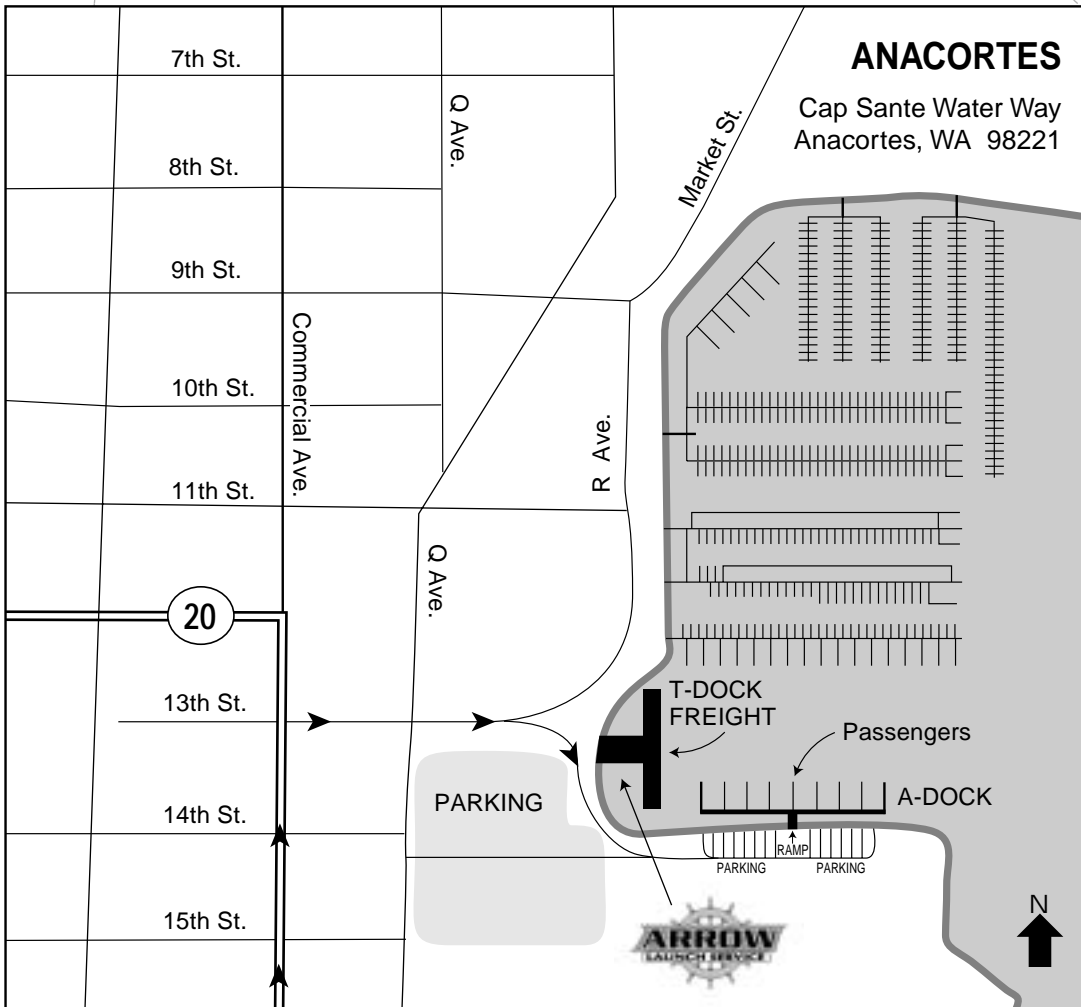 ANACORTES
Cap Sante Water Way
Anacortes, WA 98221
7th St.
8th St.
9th St.
10th St.
11th St.
20
13th St.
14th St.
15th St.
Commercial Ave.
Q Ave.
Q Ave.
R Ave.
Market St.
T-DOCK
FREIGHT
Passengers
A-DOCK
PARKING
RAMP
PARKING
PARKING
ARROW
LAUNCH SERVICE
N